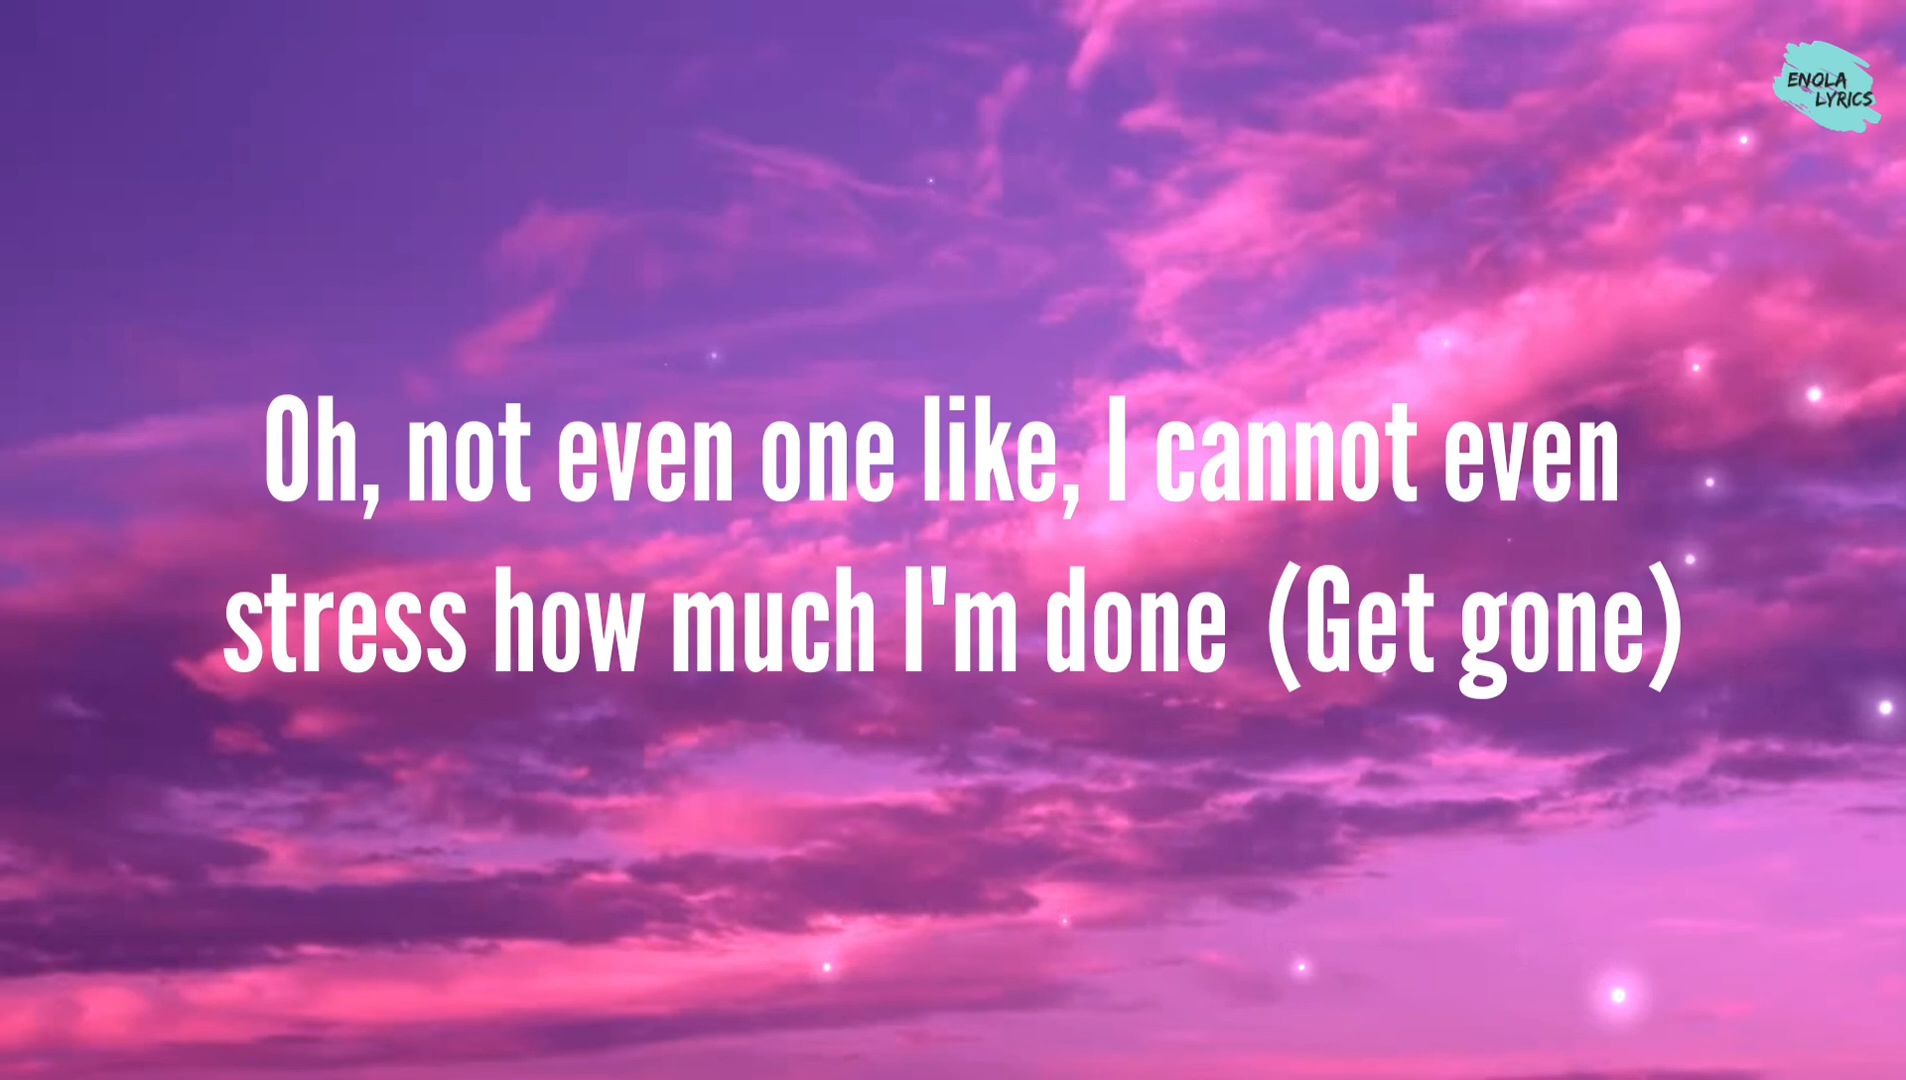 ENOLA
LYRICS
Oh, not even one like, I cannot even
stress how much I'm done (Get gone)